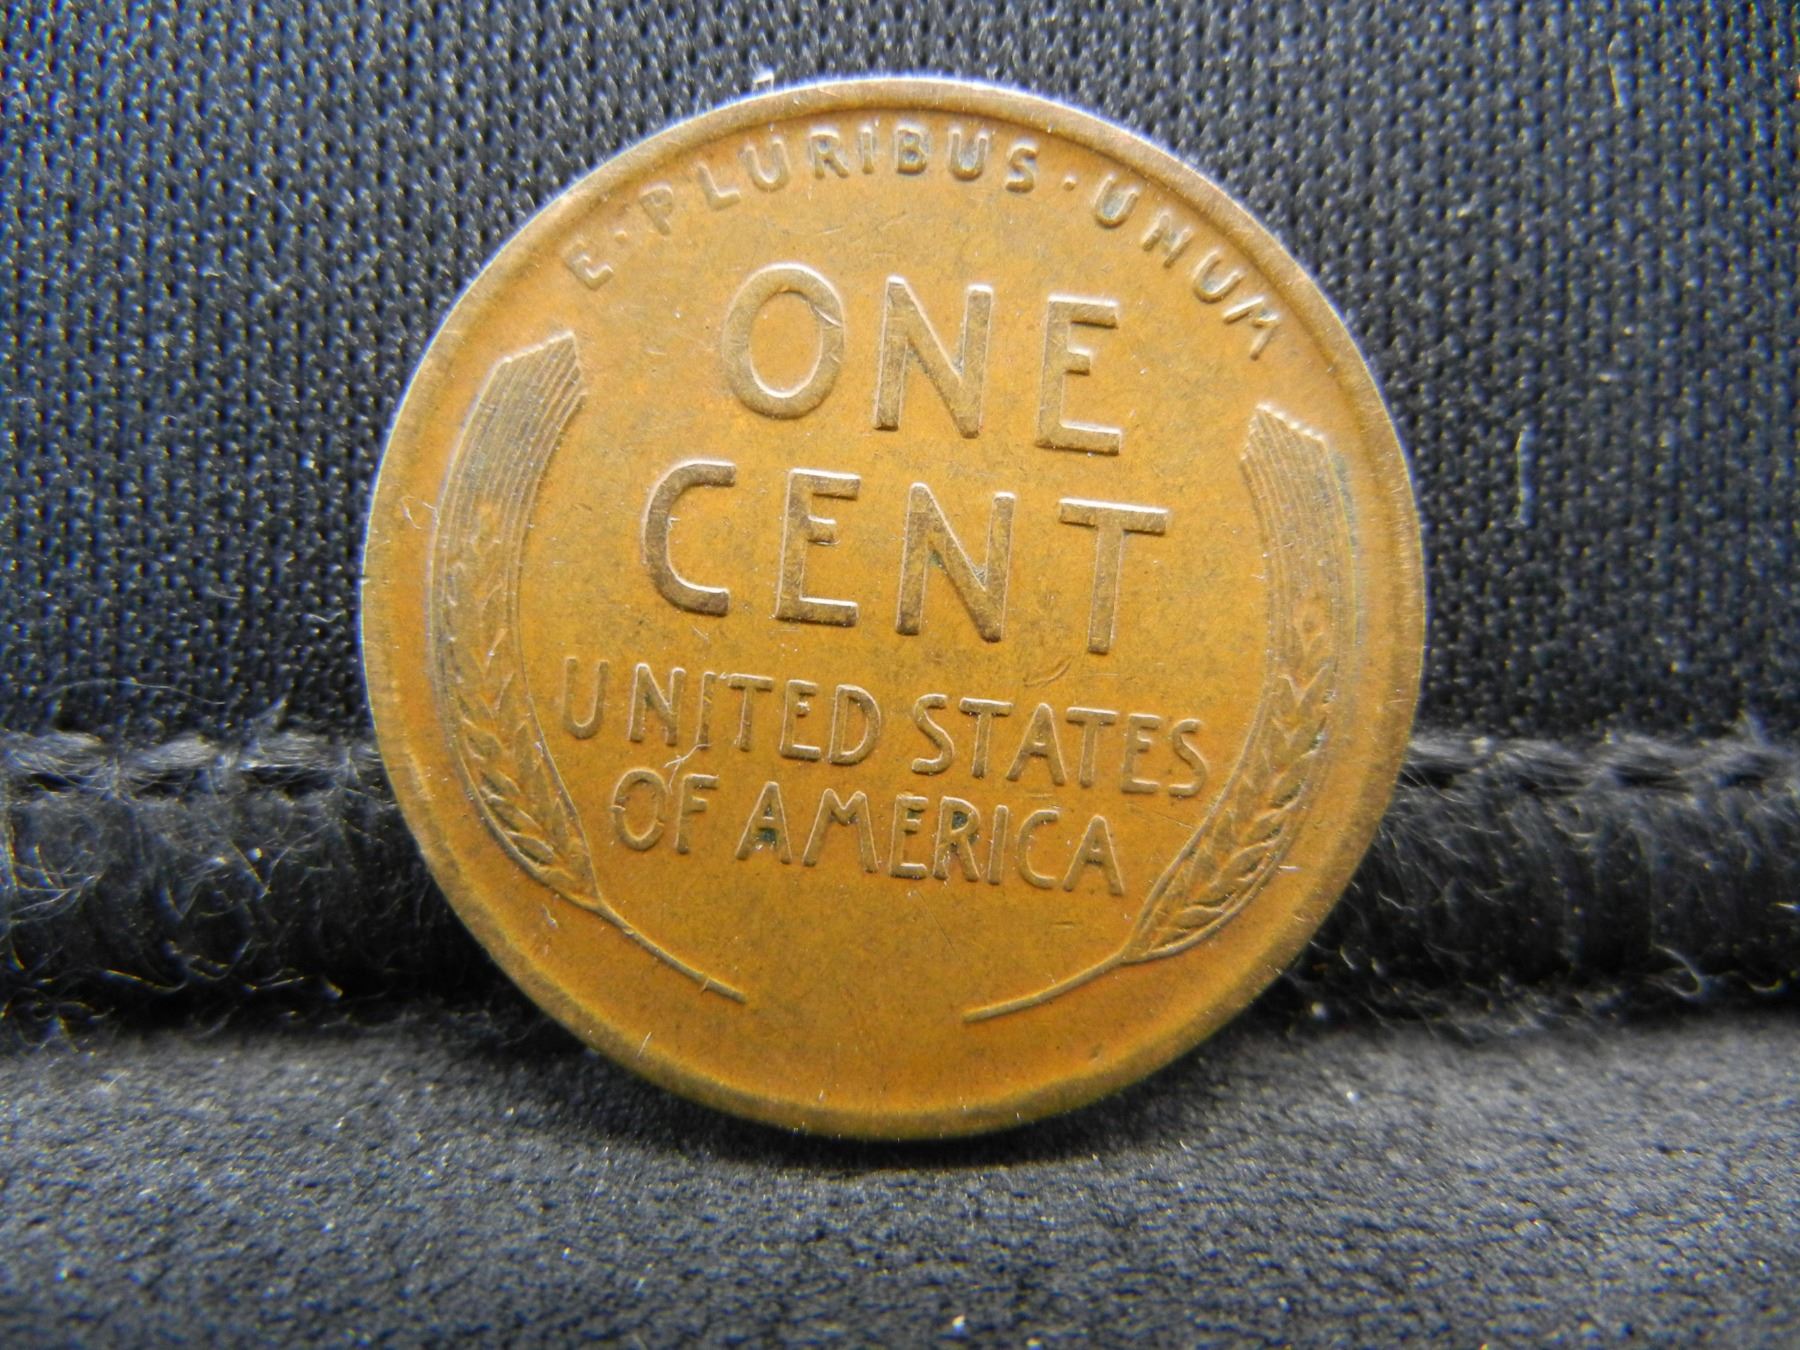 E·PLURIBUS·UNUM
ONE
CENT
UNITED STATES
OF AMERICA